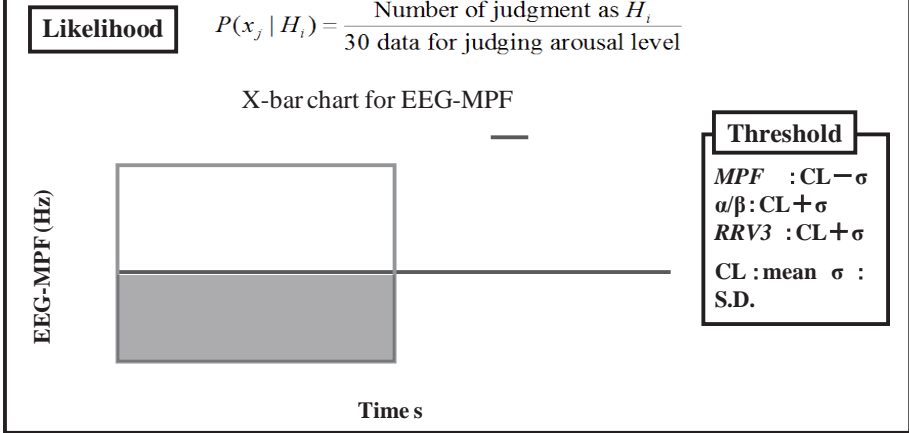 Likelihood
P(x_j | H_i) = Number of judgment as H_i / 30 data for judging arousal level
X-bar chart for EEG-MPF
EEG-MPF(Hz)
Time s
Threshold
MPF :CL－σ
α/β:CL＋σ
RRV3 :CL＋σ
CL:mean σ :
S.D.